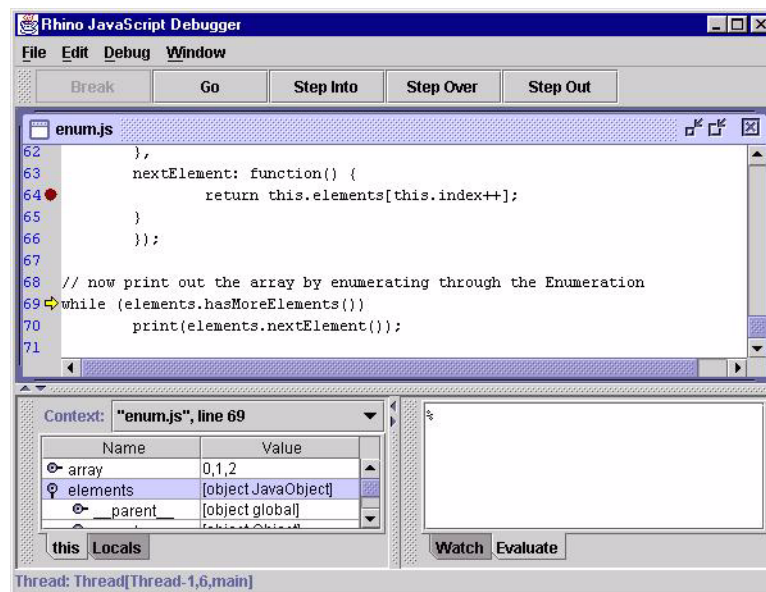 Rhino JavaScript Debugger
File Edit Debug Window
Break Go Step Into Step Over Step Out
enum.js
62 },
63 nextElement: function() {
64 return this.elements[this.index++];
65 }
66 });
67
68 // now print out the array by enumerating through the Enumeration
69 while (elements.hasMoreElements())
70 print(elements.nextElement());
71
Context: "enum.js", line 69
%
Name Value
array 0,1,2
elements [object JavaObject]
__parent__ [object global]
this Locals
Watch Evaluate
Thread: Thread[Thread-1,6,main]